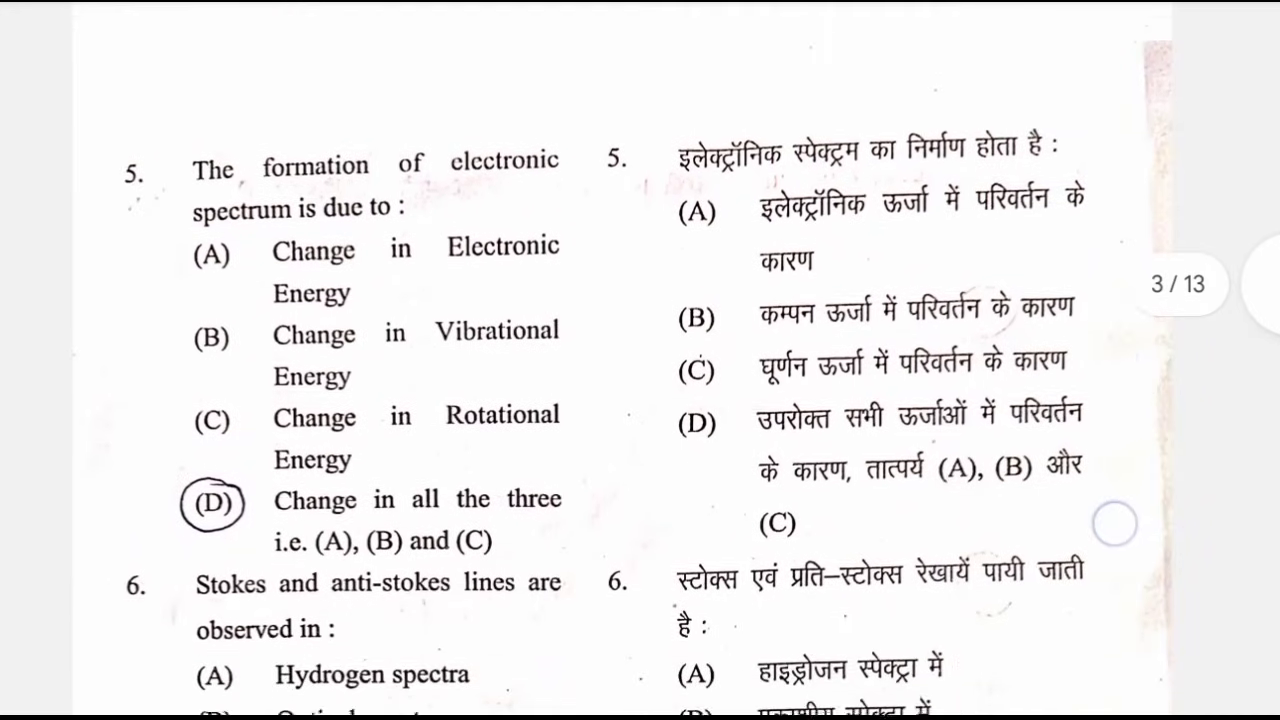 5. The formation of electronic
spectrum is due to :
(A) Change in Electronic
Energy
(B) Change in Vibrational
Energy
(C) Change in Rotational
Energy
(D) Change in all the three
i.e. (A), (B) and (C)
6. Stokes and anti-stokes lines are
observed in :
(A) Hydrogen spectra
5. इलेक्ट्रॉनिक स्पेक्ट्रम का निर्माण होता है :
(A) इलेक्ट्रॉनिक ऊर्जा में परिवर्तन के
कारण
(B) कम्पन ऊर्जा में परिवर्तन के कारण
(C) घूर्णन ऊर्जा में परिवर्तन के कारण
(D) उपरोक्त सभी ऊर्जाओं में परिवर्तन
के कारण, तात्पर्य (A), (B) और
(C)
6. स्टोक्स एवं प्रति–स्टोक्स रेखायें पायी जाती
है :
(A) हाइड्रोजन स्पेक्ट्रा में
3 / 13